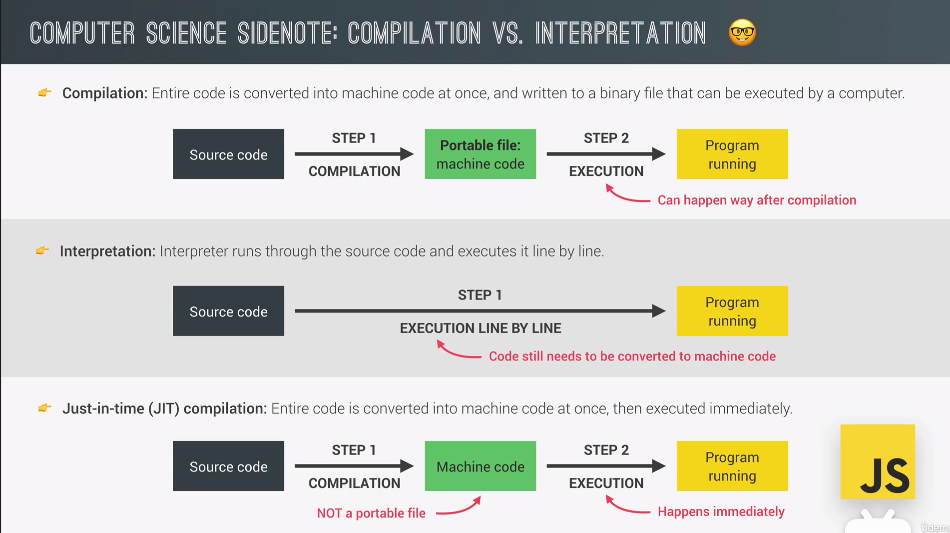 COMPUTER SCIENCE SIDENOTE: COMPILATION VS. INTERPRETATION
Compilation: Entire code is converted into machine code at once, and written to a binary file that can be executed by a computer.
Source code
STEP 1
COMPILATION
Portable file:
machine code
STEP 2
EXECUTION
Program
running
Can happen way after compilation
Interpretation: Interpreter runs through the source code and executes it line by line.
Source code
STEP 1
EXECUTION LINE BY LINE
Program
running
Code still needs to be converted to machine code
Just-in-time (JIT) compilation: Entire code is converted into machine code at once, then executed immediately.
Source code
STEP 1
COMPILATION
Machine code
STEP 2
EXECUTION
Program
running
NOT a portable file
Happens immediately
JS